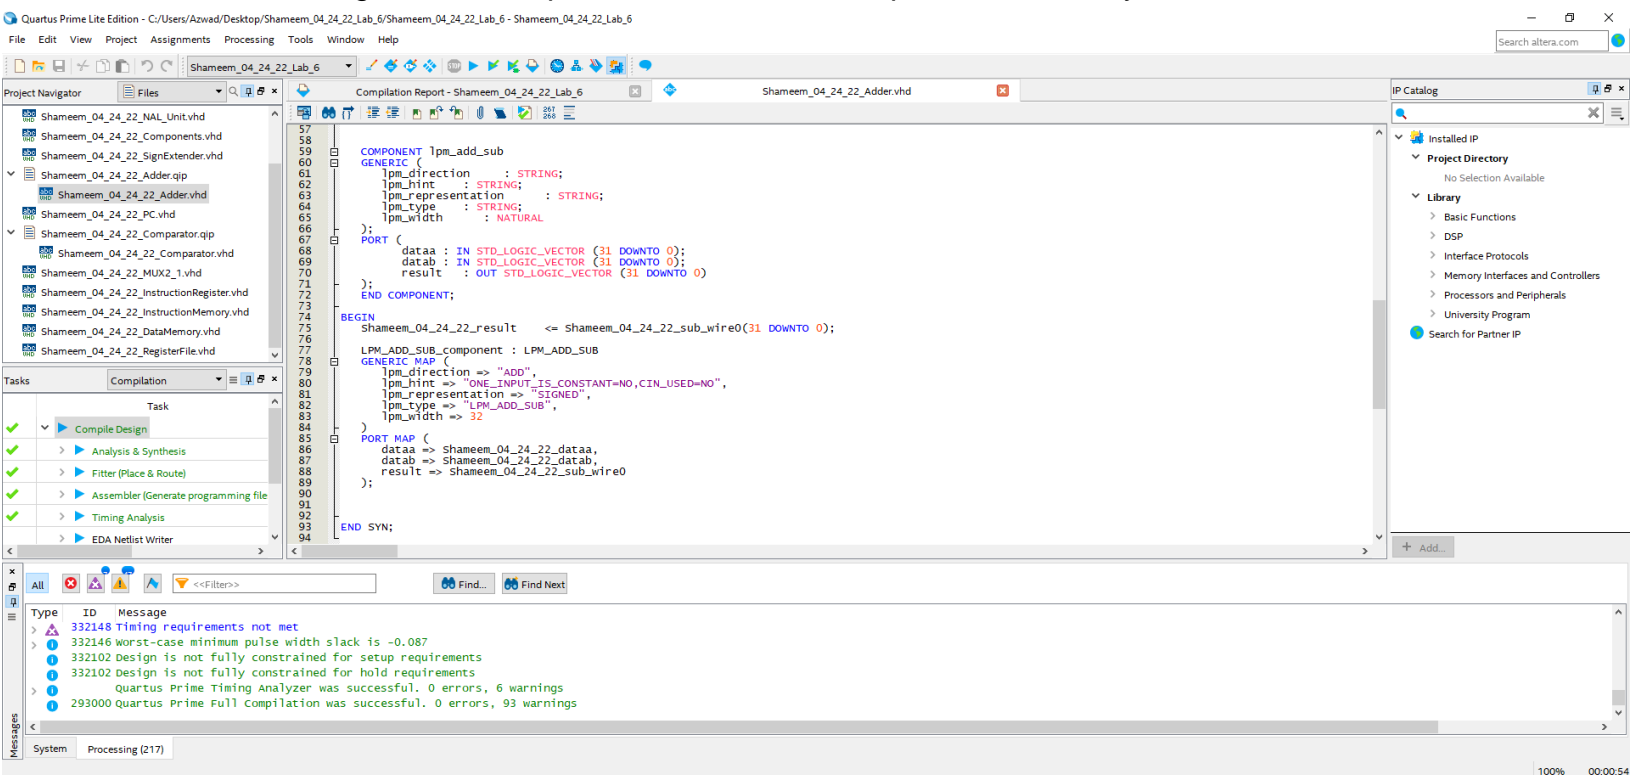 Quartus Prime Lite Edition - C:/Users/Azwad/Desktop/Shameem_04_24_22_Lab_6/Shameem_04_24_22_Lab_6 - Shameem_04_24_22_Lab_6
File Edit View Project Assignments Processing Tools Window Help
Search altera.com
Shameem_04_24_22_Lab_6
Project Navigator
Files
Shameem_04_24_22_NAL_Unit.vhd
Shameem_04_24_22_Components.vhd
Shameem_04_24_22_SignExtender.vhd
Shameem_04_24_22_Adder.qip
Shameem_04_24_22_Adder.vhd
Shameem_04_24_22_PC.vhd
Shameem_04_24_22_Comparator.qip
Shameem_04_24_22_Comparator.vhd
Shameem_04_24_22_MUX2_1.vhd
Shameem_04_24_22_InstructionRegister.vhd
Shameem_04_24_22_InstructionMemory.vhd
Shameem_04_24_22_DataMemory.vhd
Shameem_04_24_22_RegisterFile.vhd
Tasks
Compilation
Task
Compile Design
Analysis & Synthesis
Fitter (Place & Route)
Assembler (Generate programming file
Timing Analysis
EDA Netlist Writer
Compilation Report - Shameem_04_24_22_Lab_6
Shameem_04_24_22_Adder.vhd
267
268
57
58
59 COMPONENT lpm_add_sub
60 GENERIC (
61 lpm_direction : STRING;
62 lpm_hint : STRING;
63 lpm_representation : STRING;
64 lpm_type : STRING;
65 lpm_width : NATURAL
66 );
67 PORT (
68 dataa : IN STD_LOGIC_VECTOR (31 DOWNTO 0);
69 datab : IN STD_LOGIC_VECTOR (31 DOWNTO 0);
70 result : OUT STD_LOGIC_VECTOR (31 DOWNTO 0)
71 );
72 END COMPONENT;
73
74 BEGIN
75 Shameem_04_24_22_result <= Shameem_04_24_22_sub_wire0(31 DOWNTO 0);
76
77 LPM_ADD_SUB_component : LPM_ADD_SUB
78 GENERIC MAP (
79 lpm_direction => "ADD",
80 lpm_hint => "ONE_INPUT_IS_CONSTANT=NO,CIN_USED=NO",
81 lpm_representation => "SIGNED",
82 lpm_type => "LPM_ADD_SUB",
83 lpm_width => 32
84 )
85 PORT MAP (
86 dataa => Shameem_04_24_22_dataa,
87 datab => Shameem_04_24_22_datab,
88 result => Shameem_04_24_22_sub_wire0
89 );
90
91
92
93 END SYN;
94
IP Catalog
Installed IP
Project Directory
No Selection Available
Library
Basic Functions
DSP
Interface Protocols
Memory Interfaces and Controllers
Processors and Peripherals
University Program
Search for Partner IP
+ Add...
All
<<Filter>>
Find...
Find Next
Type ID Message
332148 Timing requirements not met
332146 Worst-case minimum pulse width slack is -0.087
332102 Design is not fully constrained for setup requirements
332102 Design is not fully constrained for hold requirements
Quartus Prime Timing Analyzer was successful. 0 errors, 6 warnings
293000 Quartus Prime Full Compilation was successful. 0 errors, 93 warnings
Messages
System
Processing (217)
100% 00:00:54